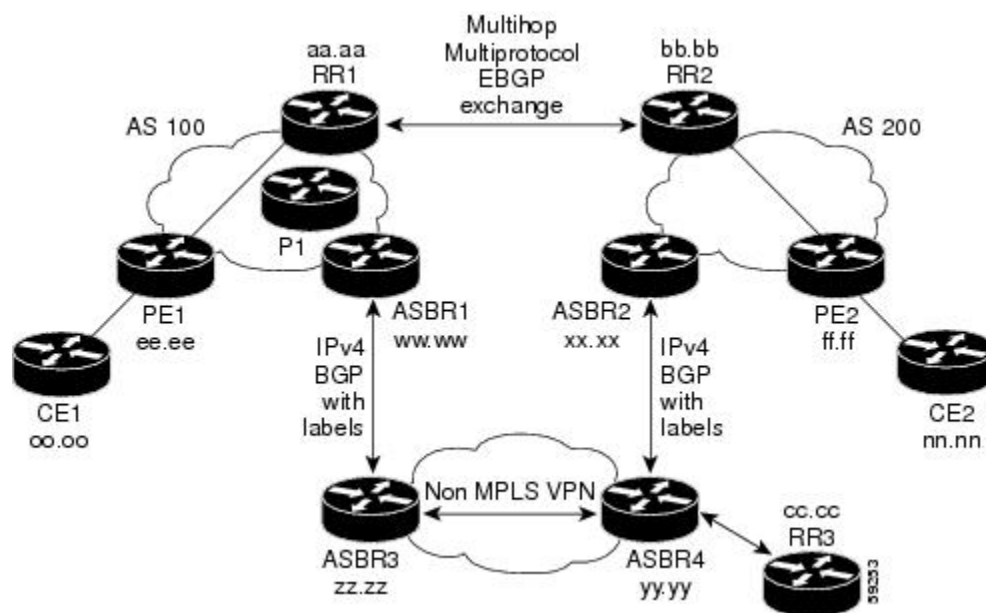 Multihop
Multiprotocol
EBGP
exchange
aa.aa
RR1
bb.bb
RR2
AS 100
AS 200
P1
PE1
ee.ee
ASBR1
ww.ww
ASBR2
xx.xx
PE2
ff.ff
CE1
oo.oo
IPv4
BGP
with
labels
IPv4
BGP
with
labels
CE2
nn.nn
Non MPLS VPN
ASBR3
zz.zz
ASBR4
yy.yy
cc.cc
RR3
59253